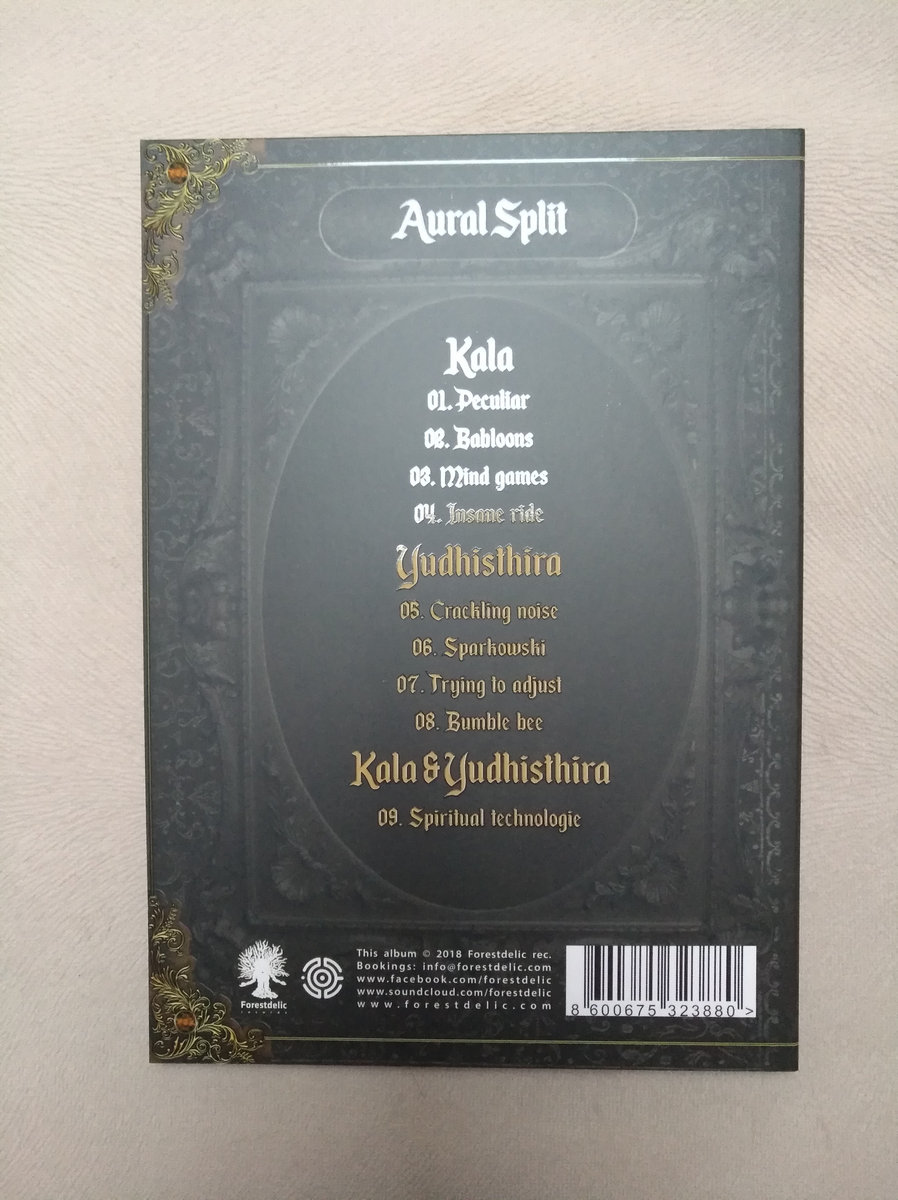 Aural Split
Kala
01. Peculiar
02. Babloons
03. Mind games
04. Insane ride
Yudhisthira
05. Crackling noise
06. Sparkowski
07. Trying to adjust
08. Bumble bee
Kala & Yudhisthira
09. Spiritual technologie
Forestdelic
This album © 2018 Forestdelic rec.
Bookings: info@forestdelic.com
www.facebook.com/forestdelic
www.soundcloud.com/forestdelic
www.forestdelic.com
8 600675 323880 >